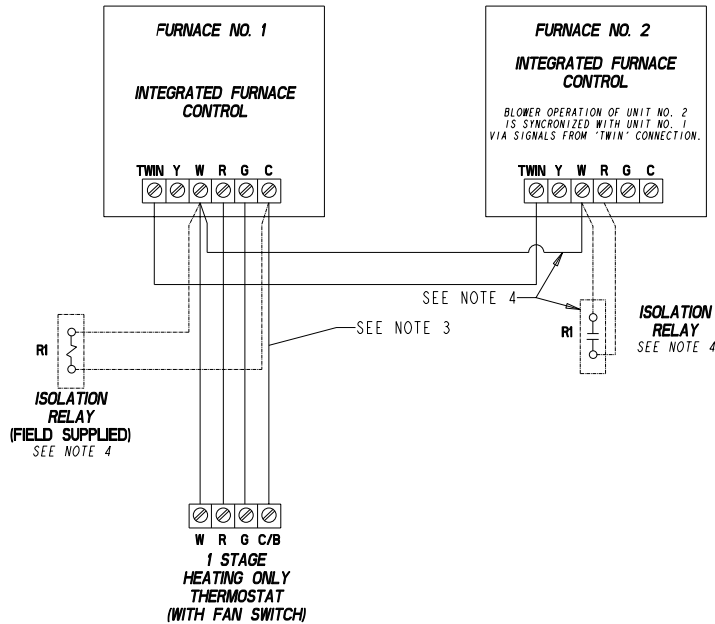 FURNACE NO. 1
INTEGRATED FURNACE
CONTROL
TWIN Y W R G C
FURNACE NO. 2
INTEGRATED FURNACE
CONTROL
BLOWER OPERATION OF UNIT NO. 2
IS SYNCRONIZED WITH UNIT NO. 1
VIA SIGNALS FROM 'TWIN' CONNECTION.
TWIN Y W R G C
SEE NOTE 4
SEE NOTE 3
R1
ISOLATION
RELAY
(FIELD SUPPLIED)
SEE NOTE 4
R1
ISOLATION
RELAY
SEE NOTE 4
W R G C/B
1 STAGE
HEATING ONLY
THERMOSTAT
(WITH FAN SWITCH)